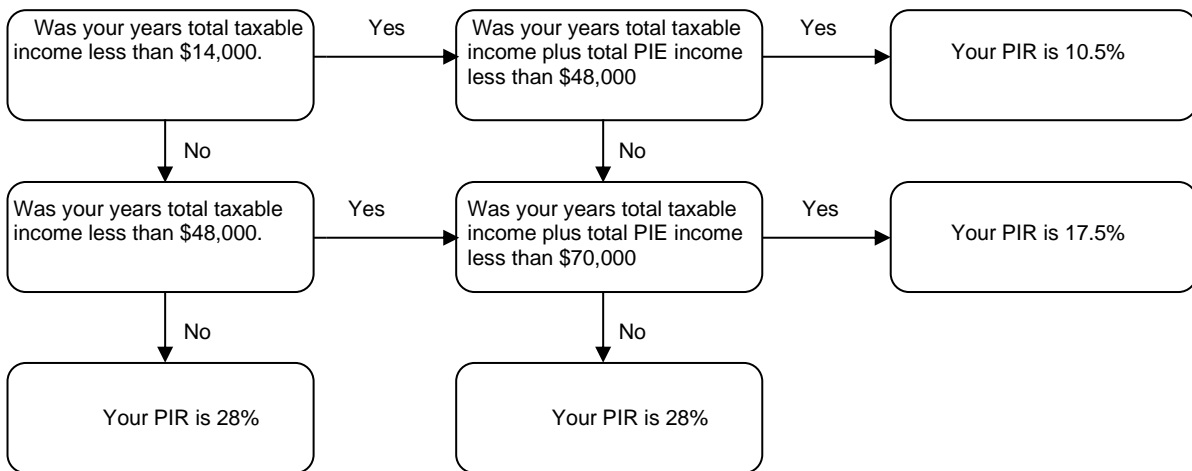 Was your years total taxable
income less than $14,000.
Yes
Was your years total taxable
income plus total PIE income
less than $48,000
Yes
Your PIR is 10.5%
No
No
Was your years total taxable
income less than $48,000.
Yes
Was your years total taxable
income plus total PIE income
less than $70,000
Yes
Your PIR is 17.5%
No
No
Your PIR is 28%
Your PIR is 28%